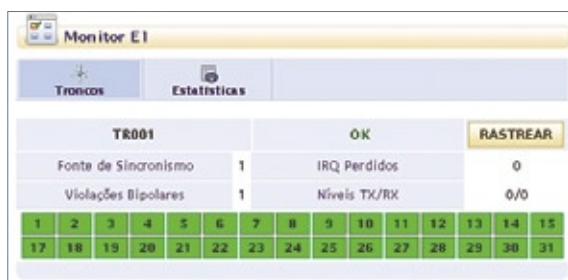 Monitor E1
Troncos Estatísticas
TR001 OK RASTREAR
Fonte de Sincronismo 1 IRQ Perdidos 0
Violações Bipolares 1 Níveis TX/RX 0/0
1 2 3 4 5 6 7 8 9 10 11 12 13 14 15
17 18 19 20 21 22 23 24 25 26 27 28 29 30 31